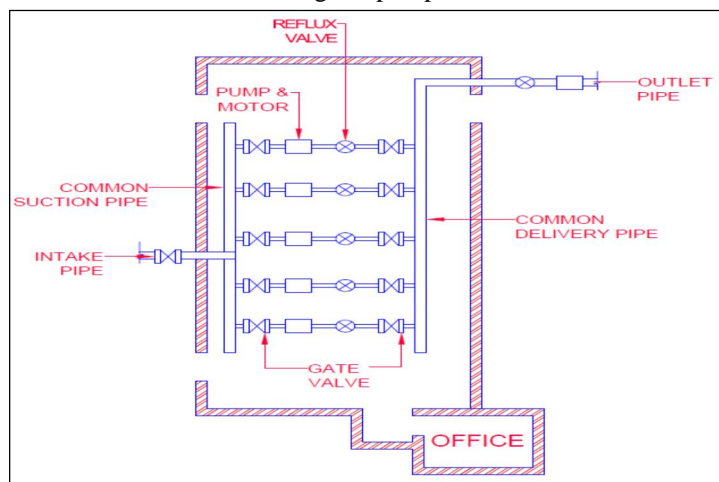 REFLUX
VALVE
PUMP &
MOTOR
OUTLET
PIPE
COMMON
SUCTION PIPE
COMMON
DELIVERY PIPE
INTAKE
PIPE
GATE
VALVE
OFFICE